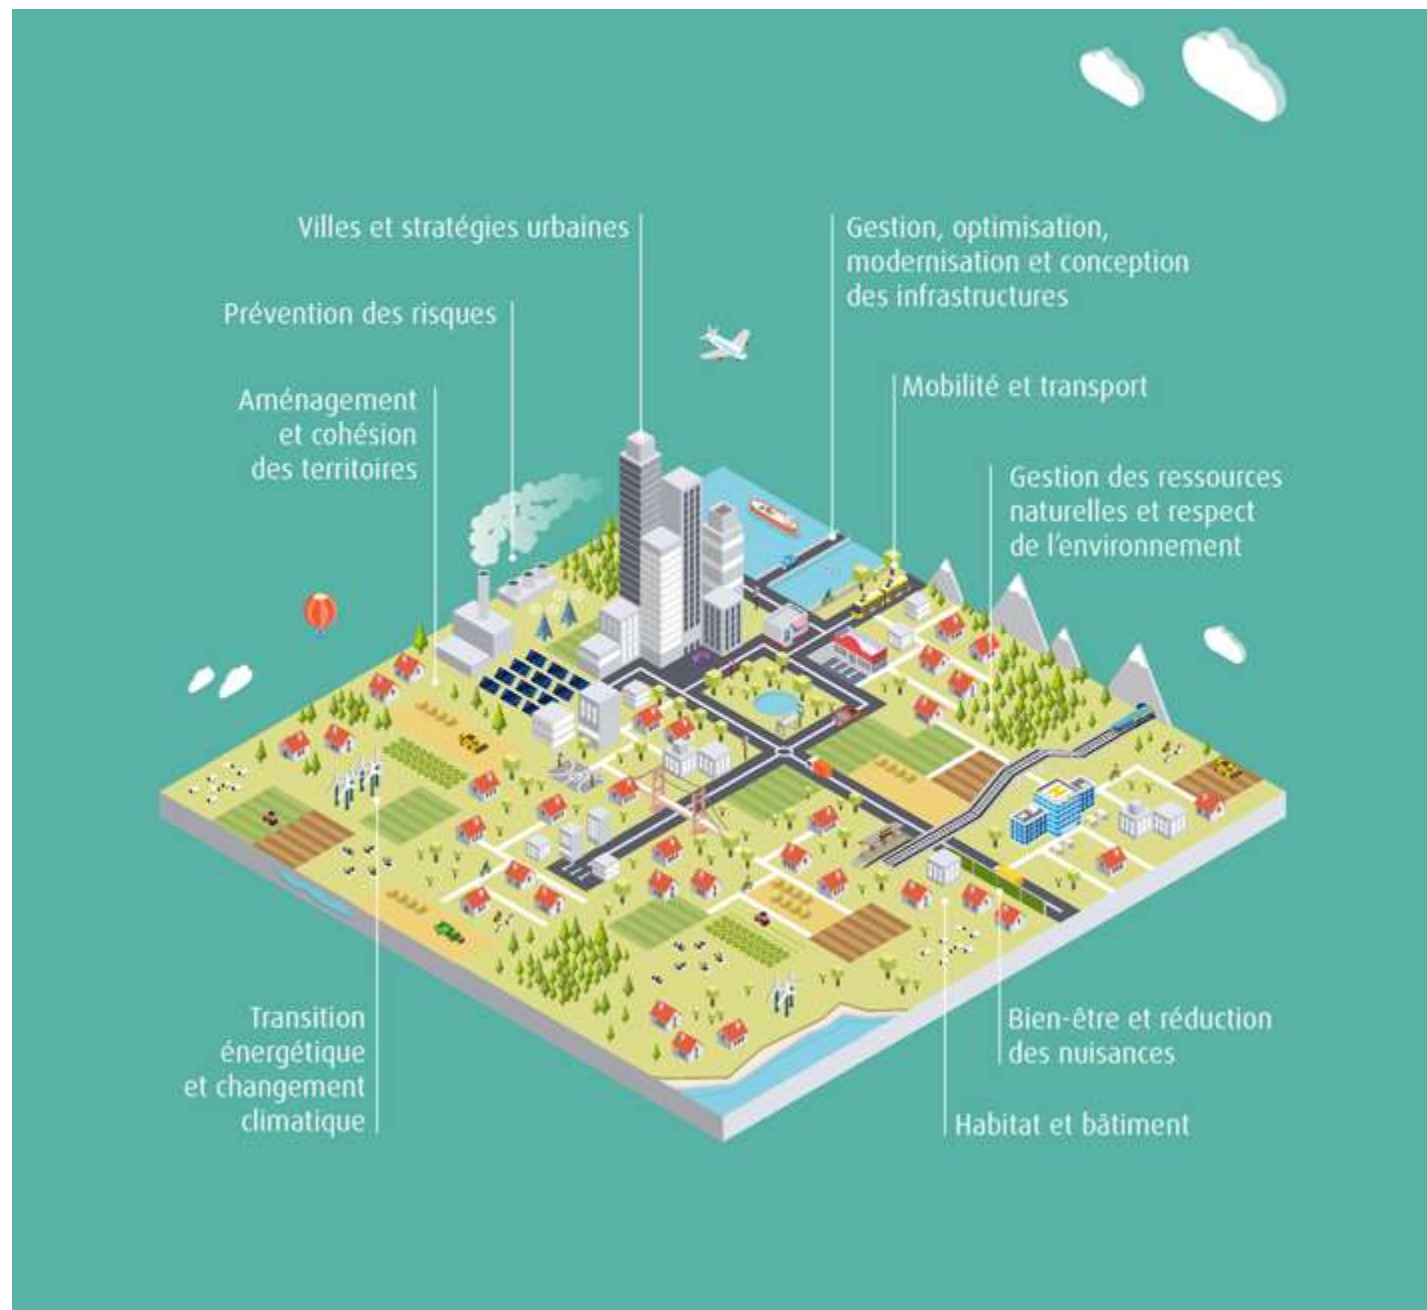 Villes et stratégies urbaines
Gestion, optimisation,
modernisation et conception
des infrastructures
Prévention des risques
Mobilité et transport
Aménagement
et cohésion
des territoires
Gestion des ressources
naturelles et respect
de l'environnement
Transition
énergétique
et changement
climatique
Bien-être et réduction
des nuisances
Habitat et bâtiment